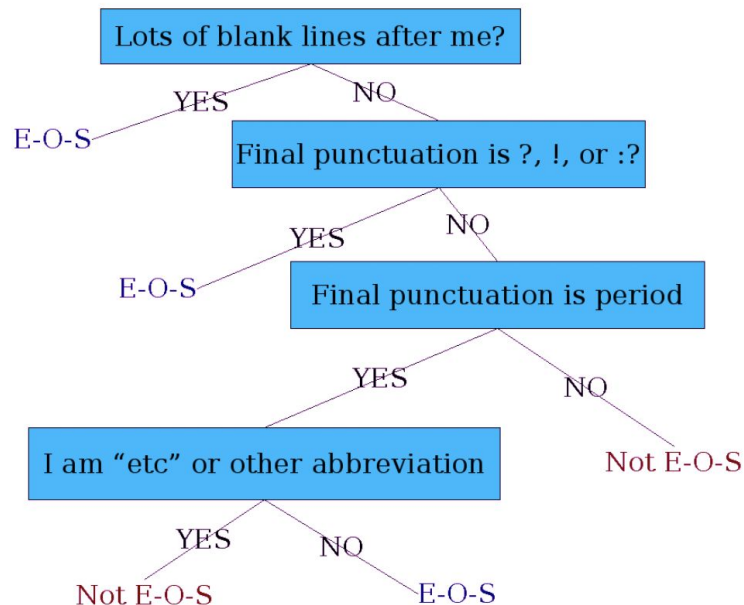 Lots of blank lines after me?
YES
NO
E-O-S
Final punctuation is ?, !, or :?
YES
NO
E-O-S
Final punctuation is period
YES
NO
I am “etc” or other abbreviation
Not E-O-S
YES
NO
Not E-O-S
E-O-S